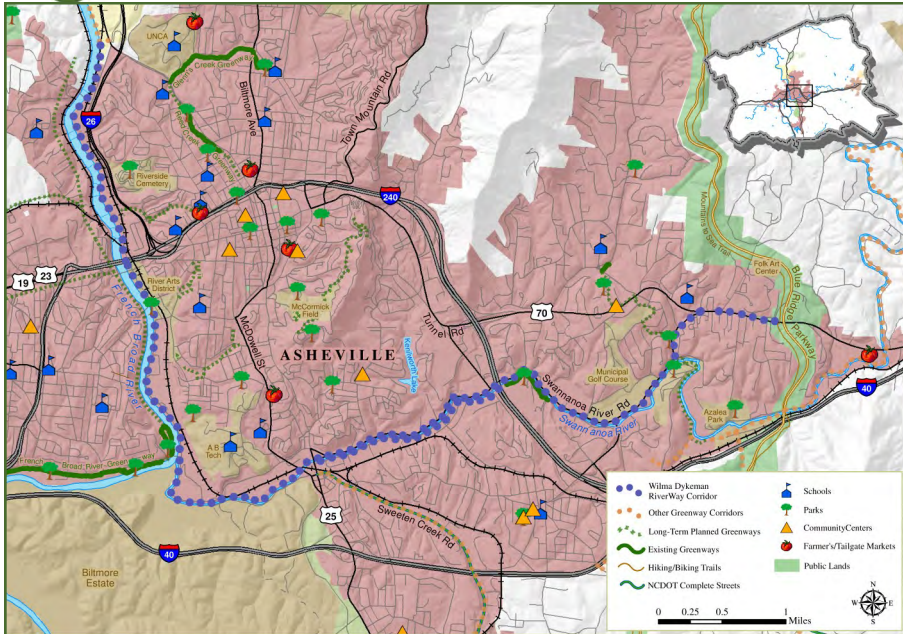 UNCA
Glenn's Creek Greenway
Reed Creek Greenway
Biltmore Ave
Town Mountain Rd
26
Riverside
Cemetery
240
19
23
River Arts
District
French Broad River
McCormick
Field
McDowell St
Tunnel Rd
70
ASHEVILLE
Kenilworth Lake
Mountains to Sea Trail
Folk Art
Center
Blue Ridge Parkway
Municipal
Golf Course
Swannanoa River Rd
Swannanoa River
Azalea
Park
40
A B
Tech
French Broad River Greenway
25
Sweeten Creek Rd
40
Biltmore
Estate
Wilma Dykeman
RiverWay Corridor
Other Greenway Corridors
Long-Term Planned Greenways
Existing Greenways
Hiking/Biking Trails
NCDOT Complete Streets
Schools
Parks
CommunityCenters
Farmer's/Tailgate Markets
Public Lands
0 0.25 0.5 1
Miles
N
W E
S